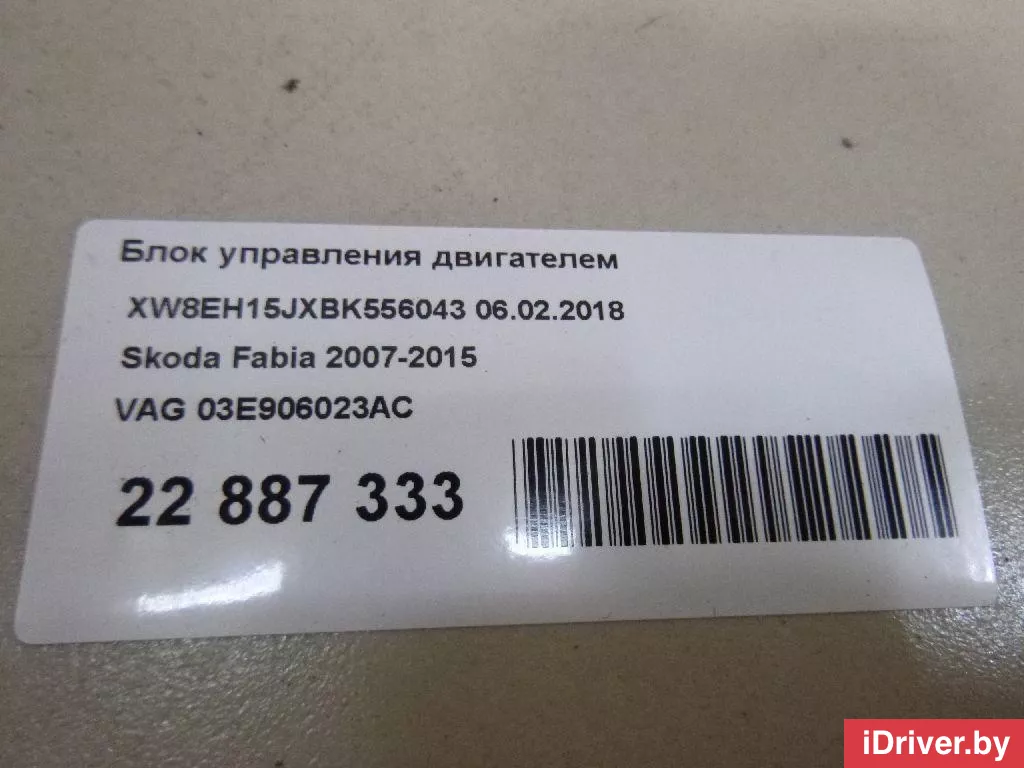 Блок управления двигателем
XW8EH15JXBK556043 06.02.2018
Skoda Fabia 2007-2015
VAG 03E906023AC
22 887 333
iDriver.by